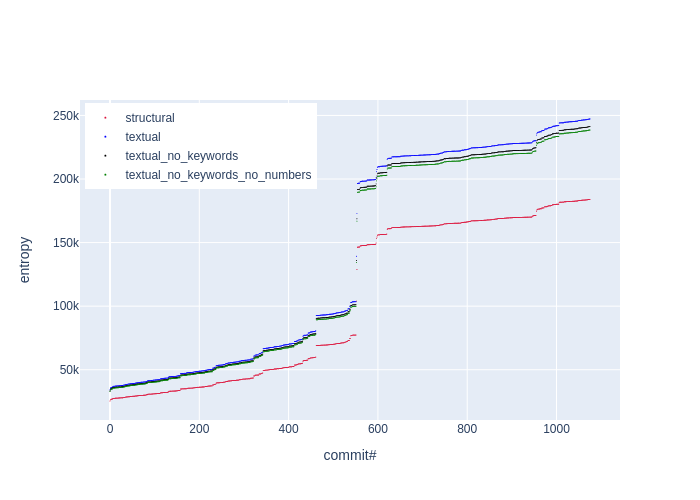 structural
textual
textual_no_keywords
textual_no_keywords_no_numbers
250k
200k
150k
100k
50k
entropy
0 200 400 600 800 1000
commit#